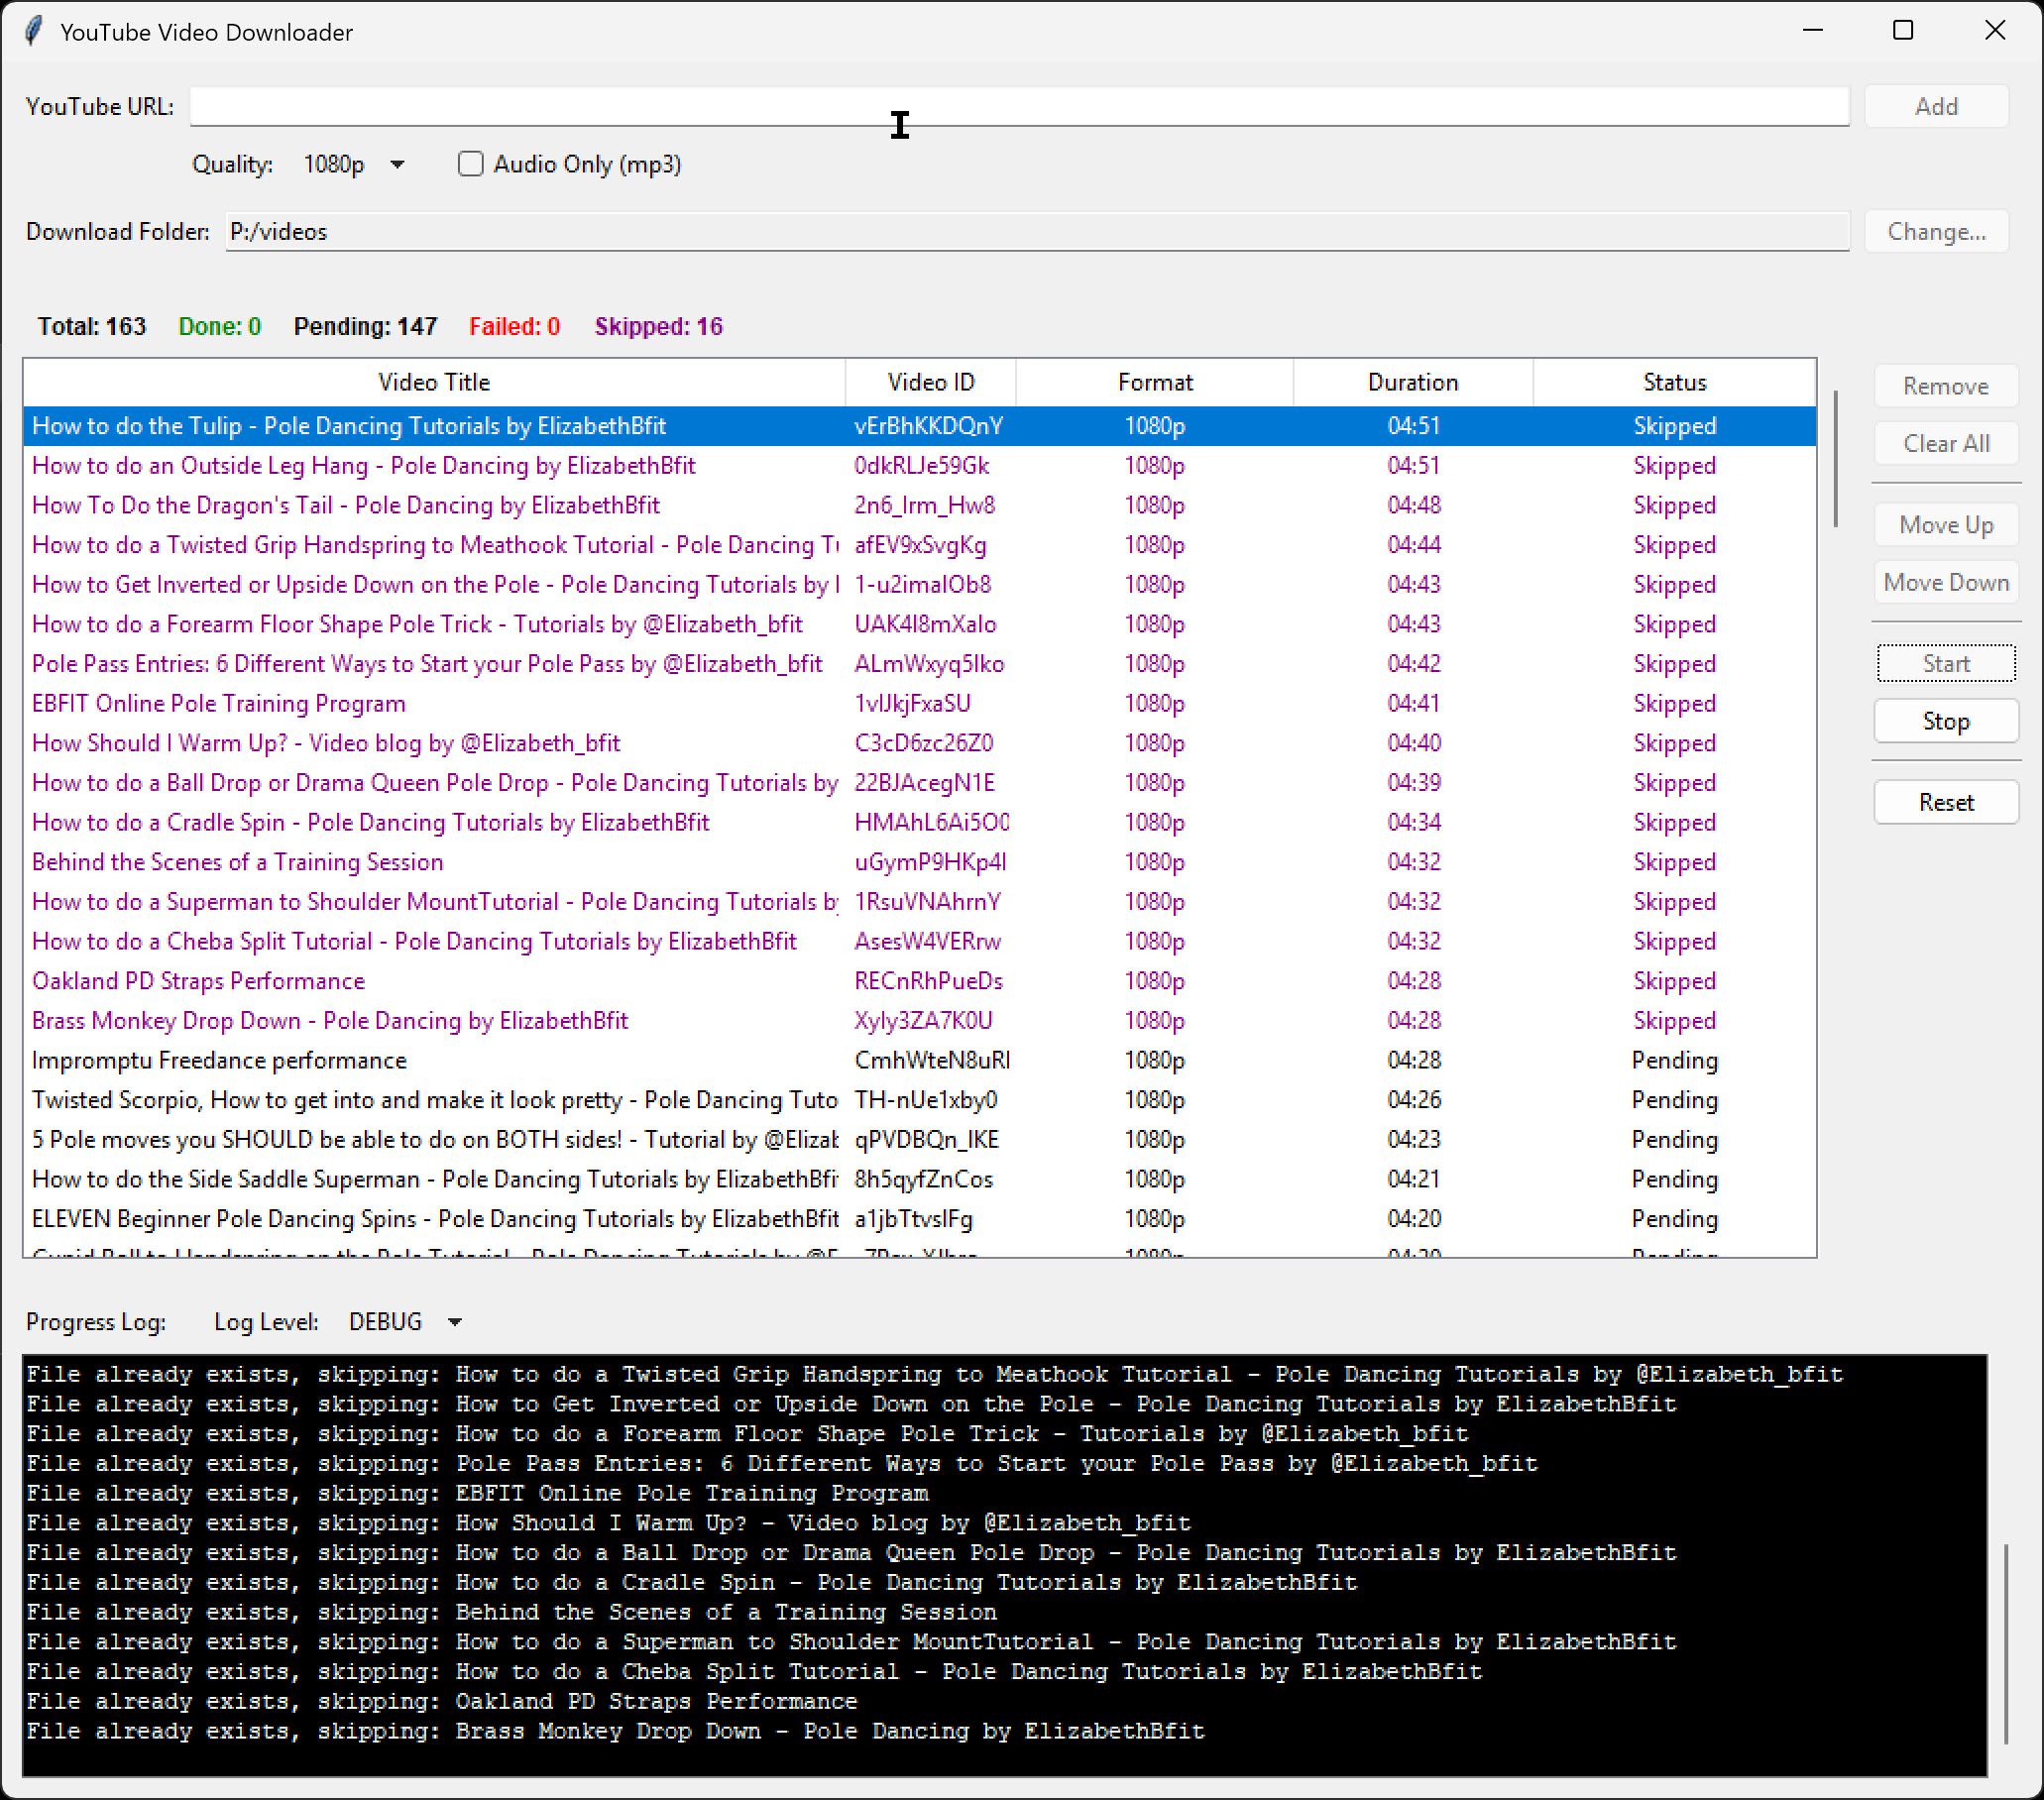 YouTube Video Downloader
YouTube URL: Add
Quality: 1080p Audio Only (mp3)
Download Folder: P:/videos Change...
Total: 163 Done: 0 Pending: 147 Failed: 0 Skipped: 16
Video Title Video ID Format Duration Status
How to do the Tulip - Pole Dancing Tutorials by ElizabethBfit vErBhKKDQnY 1080p 04:51 Skipped
How to do an Outside Leg Hang - Pole Dancing by ElizabethBfit 0dkRLJe59Gk 1080p 04:51 Skipped
How To Do the Dragon's Tail - Pole Dancing by ElizabethBfit 2n6_Irm_Hw8 1080p 04:48 Skipped
How to do a Twisted Grip Handspring to Meathook Tutorial - Pole Dancing Tu afEV9xSvgKg 1080p 04:44 Skipped
How to Get Inverted or Upside Down on the Pole - Pole Dancing Tutorials by 1-u2imaIOb8 1080p 04:43 Skipped
How to do a Forearm Floor Shape Pole Trick - Tutorials by @Elizabeth_bfit UAK4I8mXaIo 1080p 04:43 Skipped
Pole Pass Entries: 6 Different Ways to Start your Pole Pass by @Elizabeth_bfit ALmWxyq5Iko 1080p 04:42 Skipped
EBFIT Online Pole Training Program 1vIJkjFxaSU 1080p 04:41 Skipped
How Should I Warm Up? - Video blog by @Elizabeth_bfit C3cD6zc26Z0 1080p 04:40 Skipped
How to do a Ball Drop or Drama Queen Pole Drop - Pole Dancing Tutorials by 22BJAcegN1E 1080p 04:39 Skipped
How to do a Cradle Spin - Pole Dancing Tutorials by ElizabethBfit HMAhL6Ai5O0 1080p 04:34 Skipped
Behind the Scenes of a Training Session uGymP9HKp4I 1080p 04:32 Skipped
How to do a Superman to Shoulder MountTutorial - Pole Dancing Tutorials by 1RsuVNAhrnY 1080p 04:32 Skipped
How to do a Cheba Split Tutorial - Pole Dancing Tutorials by ElizabethBfit AsesW4VERrw 1080p 04:32 Skipped
Oakland PD Straps Performance RECnRhPueDs 1080p 04:28 Skipped
Brass Monkey Drop Down - Pole Dancing by ElizabethBfit Xyly3ZA7K0U 1080p 04:28 Skipped
Impromptu Freedance performance CmhWteN8uRI 1080p 04:28 Pending
Twisted Scorpio, How to get into and make it look pretty - Pole Dancing Tuto TH-nUe1xby0 1080p 04:26 Pending
5 Pole moves you SHOULD be able to do on BOTH sides! - Tutorial by @Elizab qPVDBQn_IKE 1080p 04:23 Pending
How to do the Side Saddle Superman - Pole Dancing Tutorials by ElizabethBfit 8h5qyfZnCos 1080p 04:21 Pending
ELEVEN Beginner Pole Dancing Spins - Pole Dancing Tutorials by ElizabethBfit a1jbTtvsIFg 1080p 04:20 Pending
Remove
Clear All
Move Up
Move Down
Start
Stop
Reset
Progress Log: Log Level: DEBUG
File already exists, skipping: How to do a Twisted Grip Handspring to Meathook Tutorial - Pole Dancing Tutorials by @Elizabeth_bfit
File already exists, skipping: How to Get Inverted or Upside Down on the Pole - Pole Dancing Tutorials by ElizabethBfit
File already exists, skipping: How to do a Forearm Floor Shape Pole Trick - Tutorials by @Elizabeth_bfit
File already exists, skipping: Pole Pass Entries: 6 Different Ways to Start your Pole Pass by @Elizabeth_bfit
File already exists, skipping: EBFIT Online Pole Training Program
File already exists, skipping: How Should I Warm Up? - Video blog by @Elizabeth_bfit
File already exists, skipping: How to do a Ball Drop or Drama Queen Pole Drop - Pole Dancing Tutorials by ElizabethBfit
File already exists, skipping: How to do a Cradle Spin - Pole Dancing Tutorials by ElizabethBfit
File already exists, skipping: Behind the Scenes of a Training Session
File already exists, skipping: How to do a Superman to Shoulder MountTutorial - Pole Dancing Tutorials by ElizabethBfit
File already exists, skipping: How to do a Cheba Split Tutorial - Pole Dancing Tutorials by ElizabethBfit
File already exists, skipping: Oakland PD Straps Performance
File already exists, skipping: Brass Monkey Drop Down - Pole Dancing by ElizabethBfit